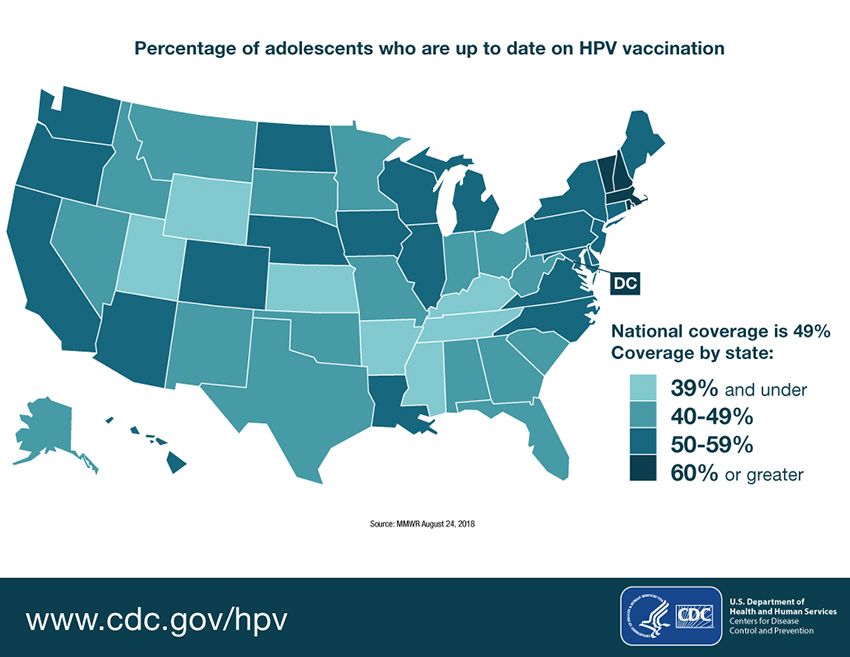 Percentage of adolescents who are up to date on HPV vaccination
DC
National coverage is 49%
Coverage by state:
39% and under
40-49%
50-59%
60% or greater
Source: MMWR August 24, 2018
www.cdc.gov/hpv
CDC
U.S. Department of
Health and Human Services
Centers for Disease
Control and Prevention